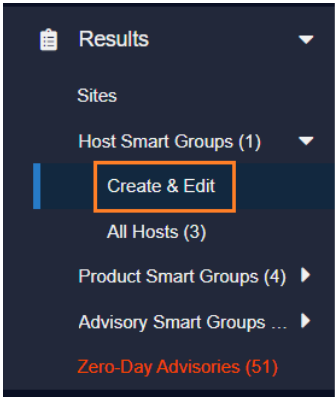 Results
Sites
Host Smart Groups (1)
Create & Edit
All Hosts (3)
Product Smart Groups (4)
Advisory Smart Groups ...
Zero-Day Advisories (51)